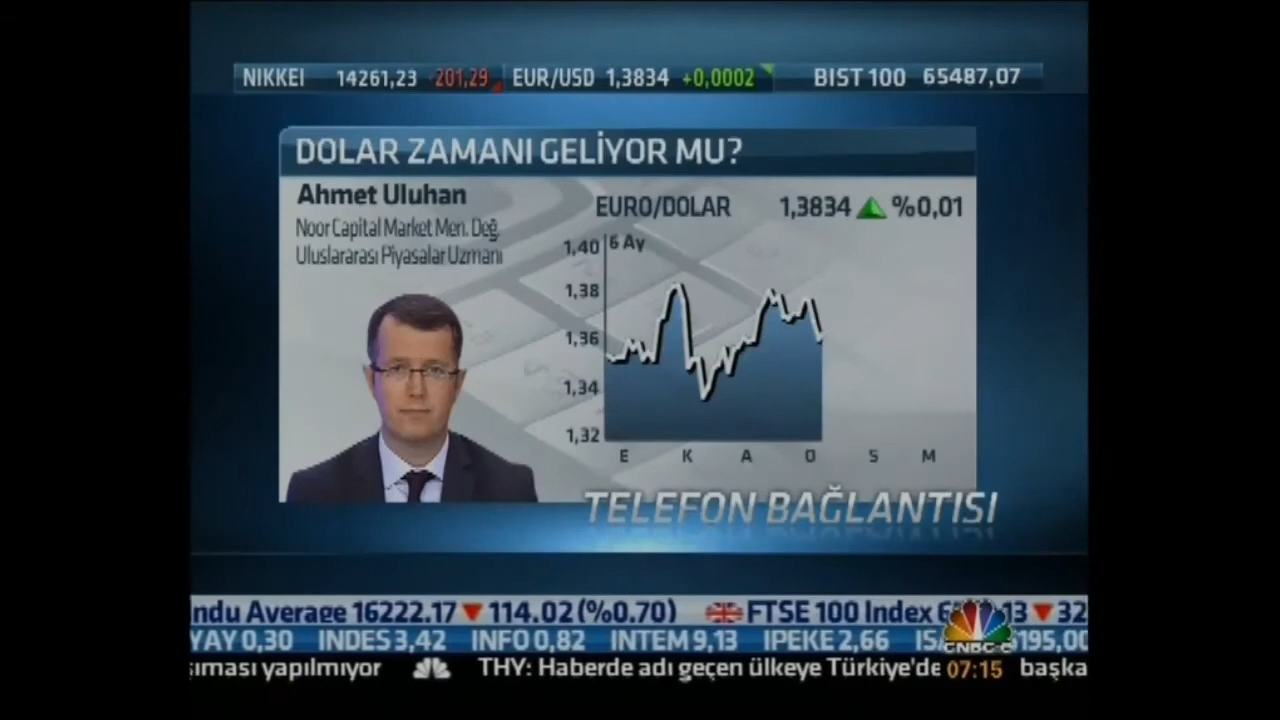 NIKKEI 14261,23 -201,29 EUR/USD 1,3834 +0,0002 BIST 100 65487,07
DOLAR ZAMANI GELİYOR MU?
Ahmet Uluhan
Noor Capital Market Men. Değ.
Uluslararası Piyasalar Uzmanı
EURO/DOLAR 1,3834 %0,01
6 Ay
1,40
1,38
1,36
1,34
1,32
E K A O S M
TELEFON BAĞLANTISI
ndu Average 16222.17 114.02 (%0.70) FTSE 100 Index 6 13 32
YAY 0,30 INDES 3,42 INFO 0,82 INTEM 9,13 IPEKE 2,66 195,00
CNBC-e
ıması yapılmıyor THY: Haberde adı geçen ülkeye Türkiye'de 07:15 başka